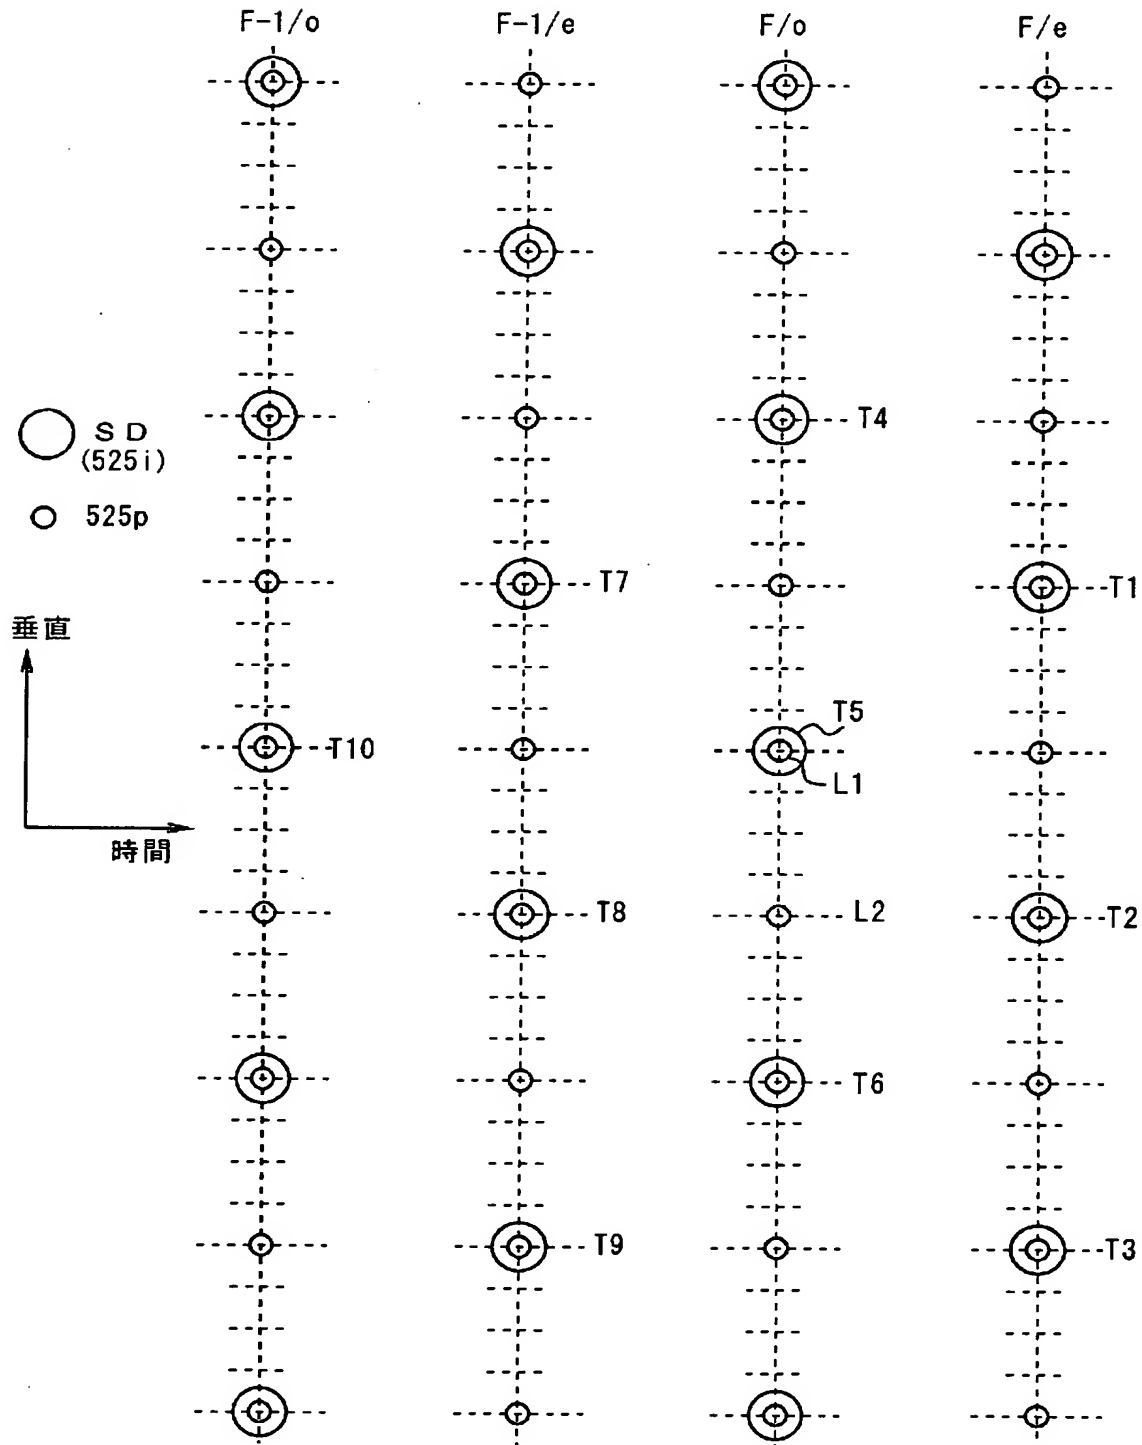 F-1/o F-1/e F/o F/e
T4
SD
(525i)
525p
T7 T1
垂直
T5
T10
L1
時間
T8 L2 T2
T6
T9 T3